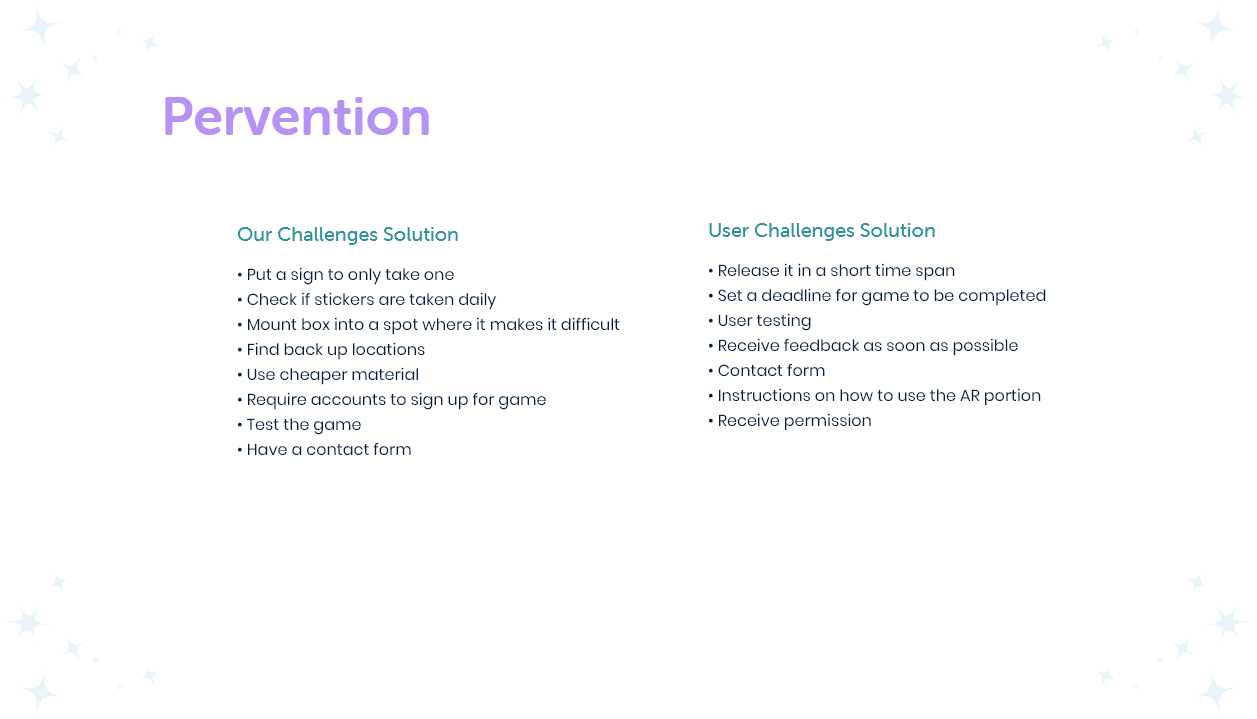 Pervention
Our Challenges Solution
• Put a sign to only take one
• Check if stickers are taken daily
• Mount box into a spot where it makes it difficult
• Find back up locations
• Use cheaper material
• Require accounts to sign up for game
• Test the game
• Have a contact form
User Challenges Solution
• Release it in a short time span
• Set a deadline for game to be completed
• User testing
• Receive feedback as soon as possible
• Contact form
• Instructions on how to use the AR portion
• Receive permission